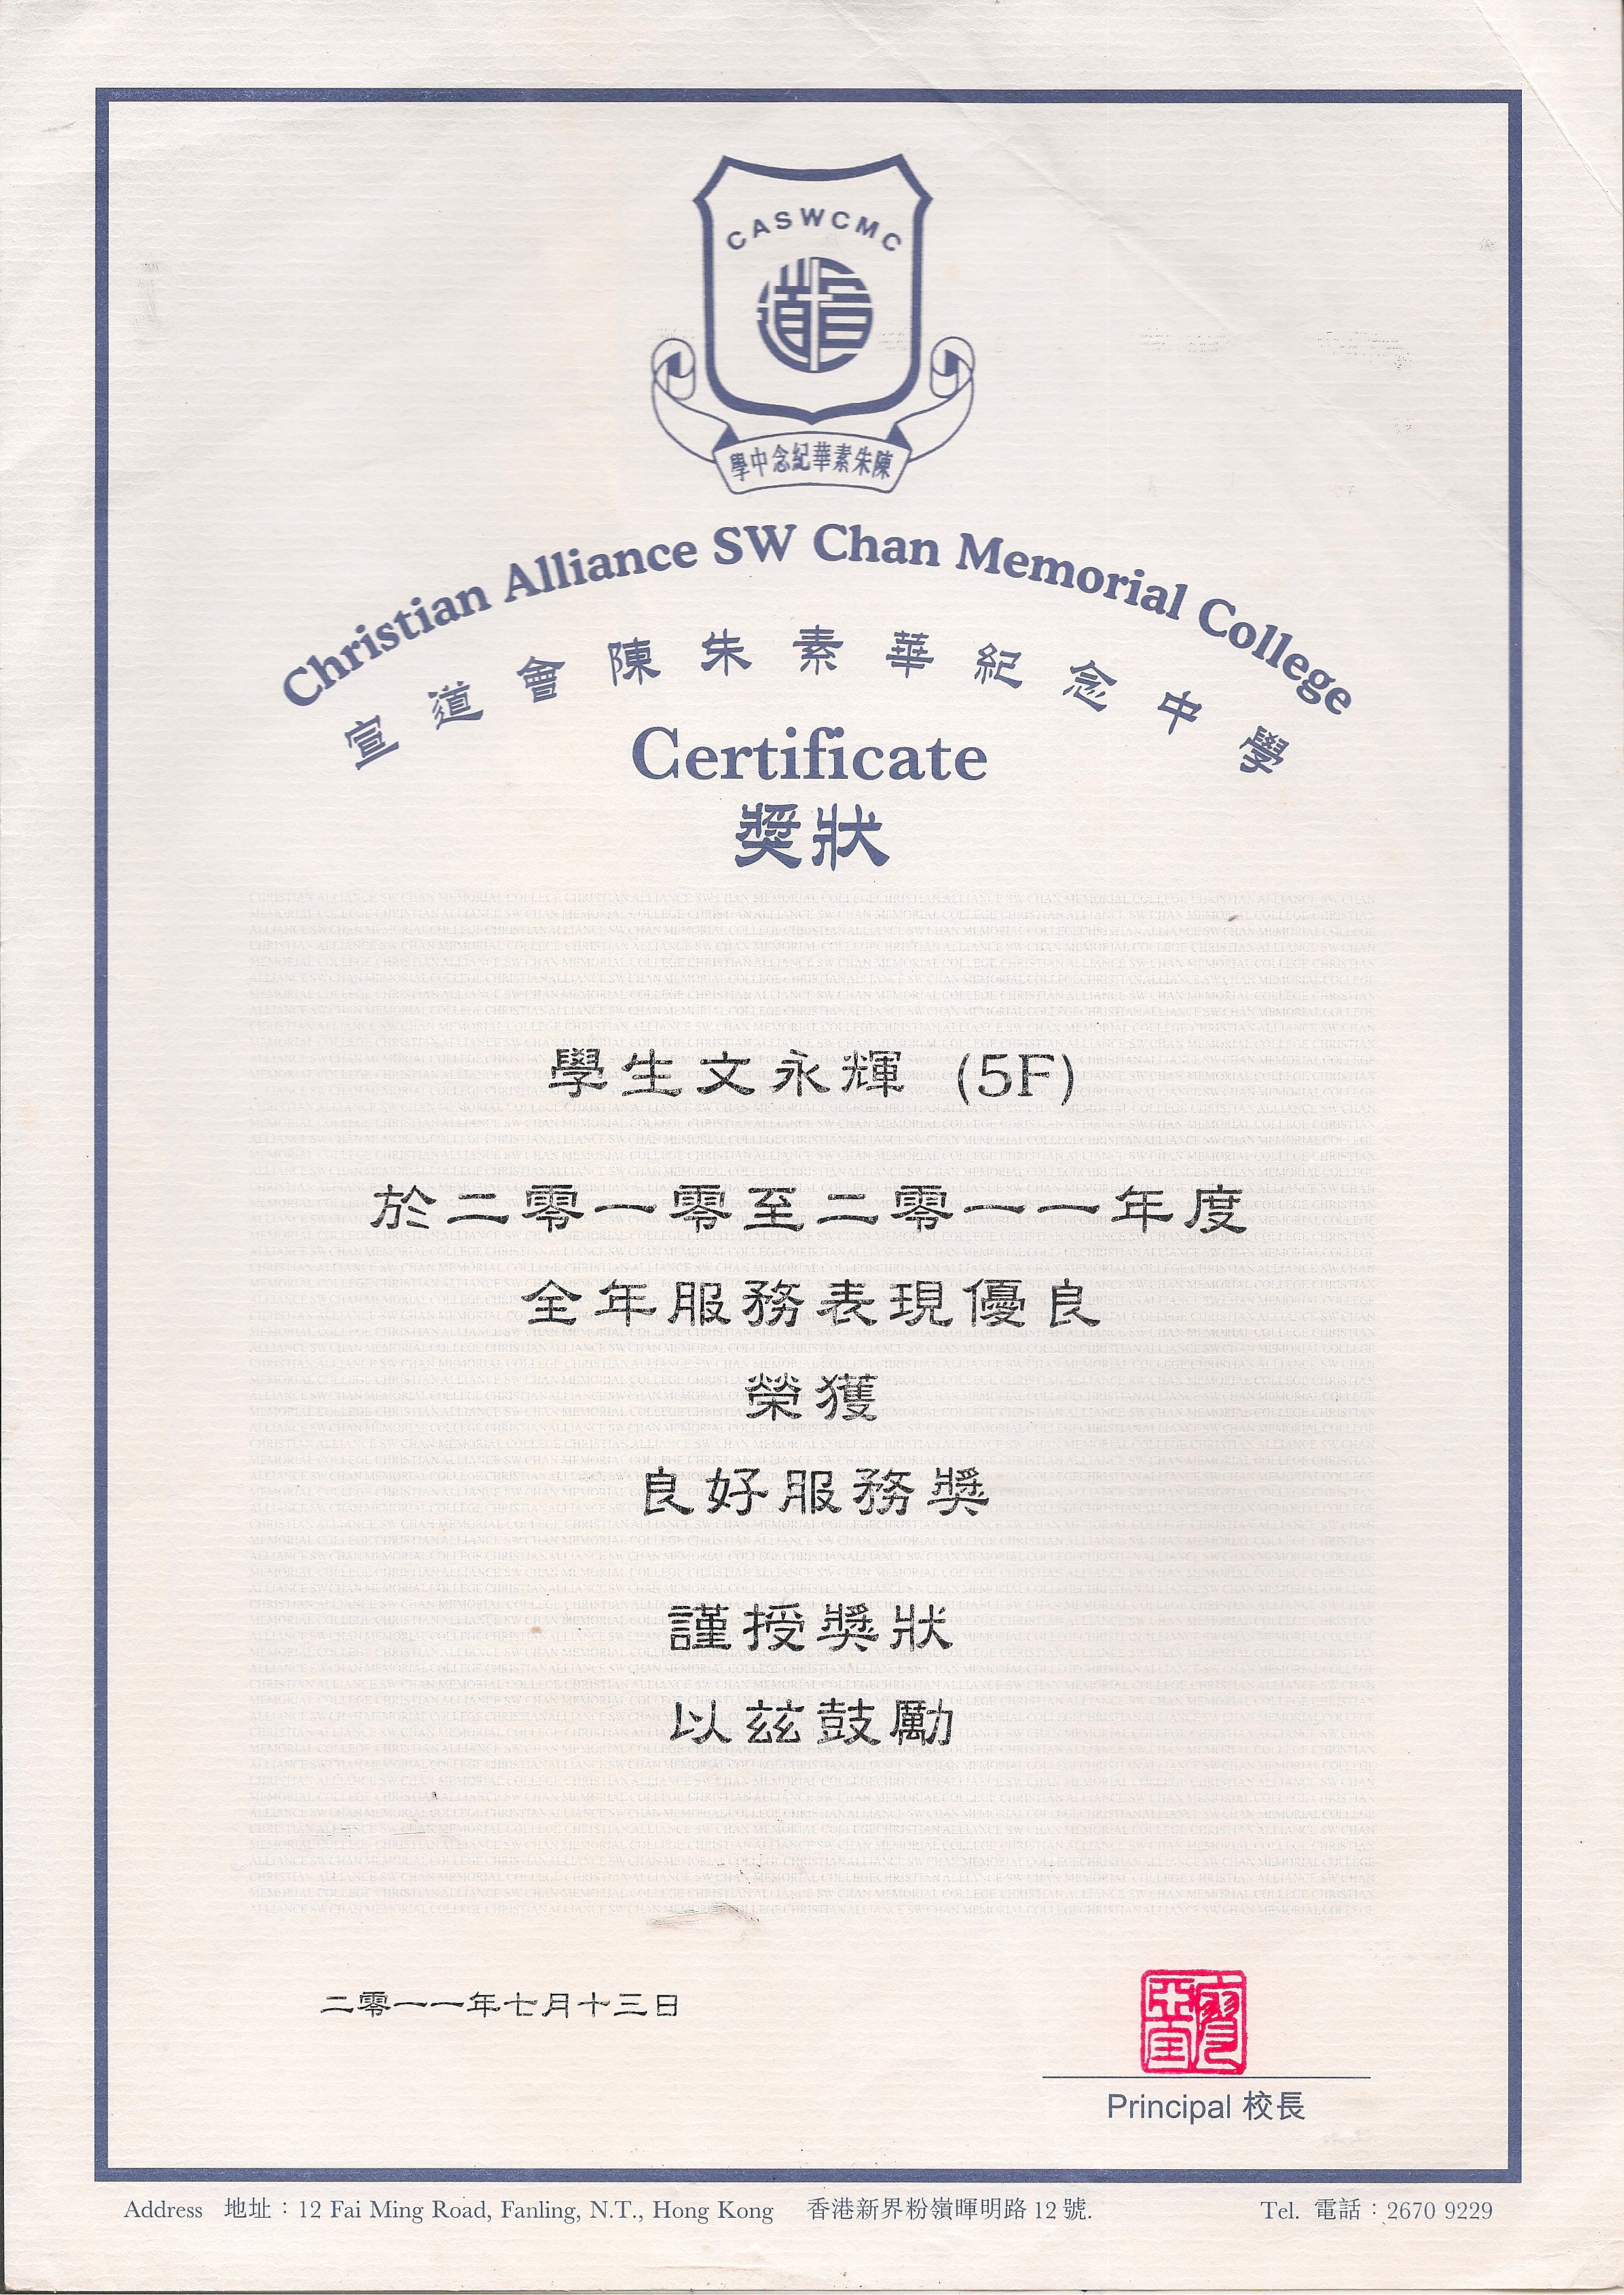 CASWCMC
學中念紀華素朱陳
Christian Alliance SW Chan Memorial College
宣道會陳朱素華紀念中學
Certificate
獎狀
學生文永輝 (5F)
於二零一零至二零一一年度
全年服務表現優良
榮獲
良好服務獎
謹授獎狀
以茲鼓勵
二零一一年七月十三日
Principal 校長
Address 地址：12 Fai Ming Road, Fanling, N.T., Hong Kong 香港新界粉嶺暉明路 12 號. Tel. 電話：2670 9229